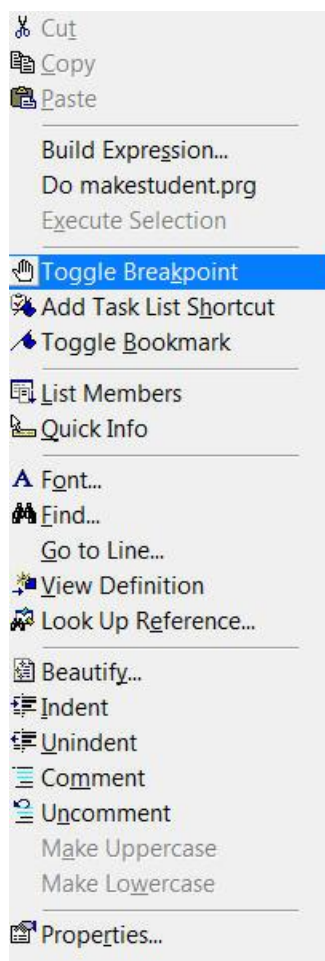 Cut
Copy
Paste
Build Expression...
Do makestudent.prg
Execute Selection
Toggle Breakpoint
Add Task List Shortcut
Toggle Bookmark
List Members
Quick Info
Font...
Find...
Go to Line...
View Definition
Look Up Reference...
Beautify...
Indent
Unindent
Comment
Uncomment
Make Uppercase
Make Lowercase
Properties...